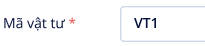 Mã vật tư * VT1